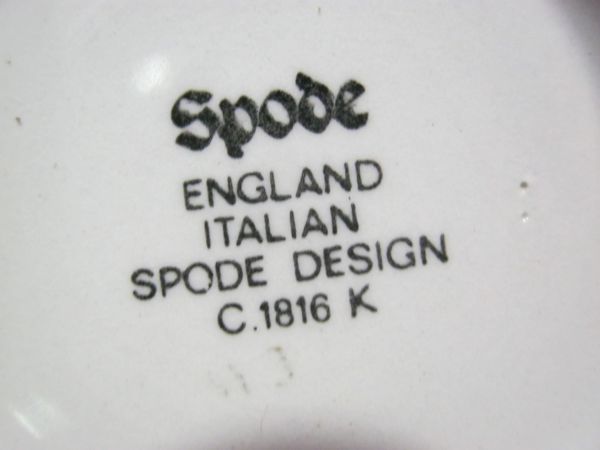 Spode
ENGLAND
ITALIAN
SPODE DESIGN
C.1816 K